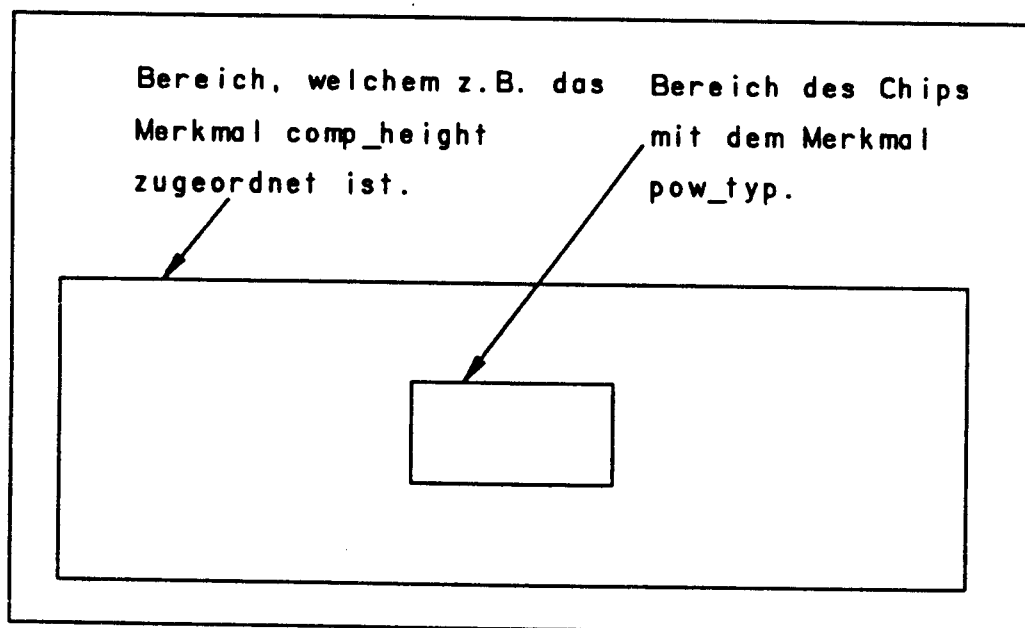 Bereich, welchem z.B. das
Merkmal comp_height
zugeordnet ist.
Bereich des Chips
mit dem Merkmal
pow_typ.